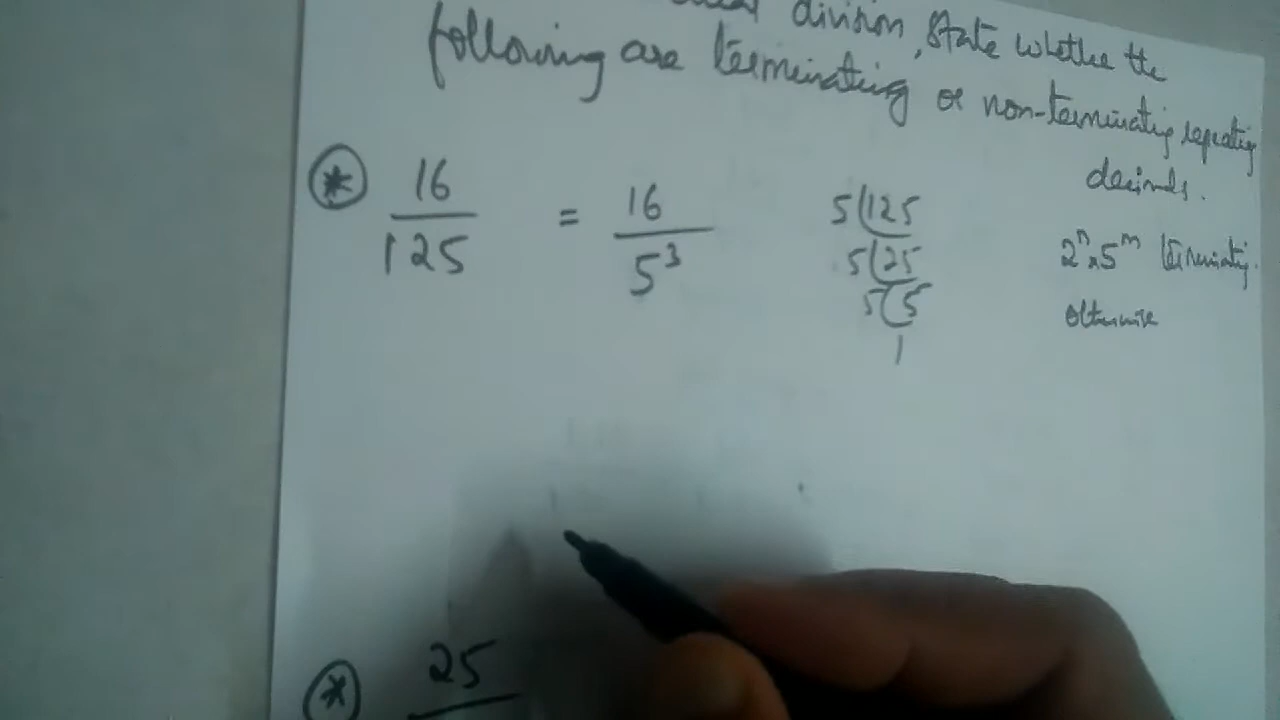 division, State whether the
following are terminating or non-terminating repeating
decimals.
* 16/125 = 16/5³
5 125
5 25
5 5
1
2ⁿ × 5ᵐ terminating.
otherwise
* 25